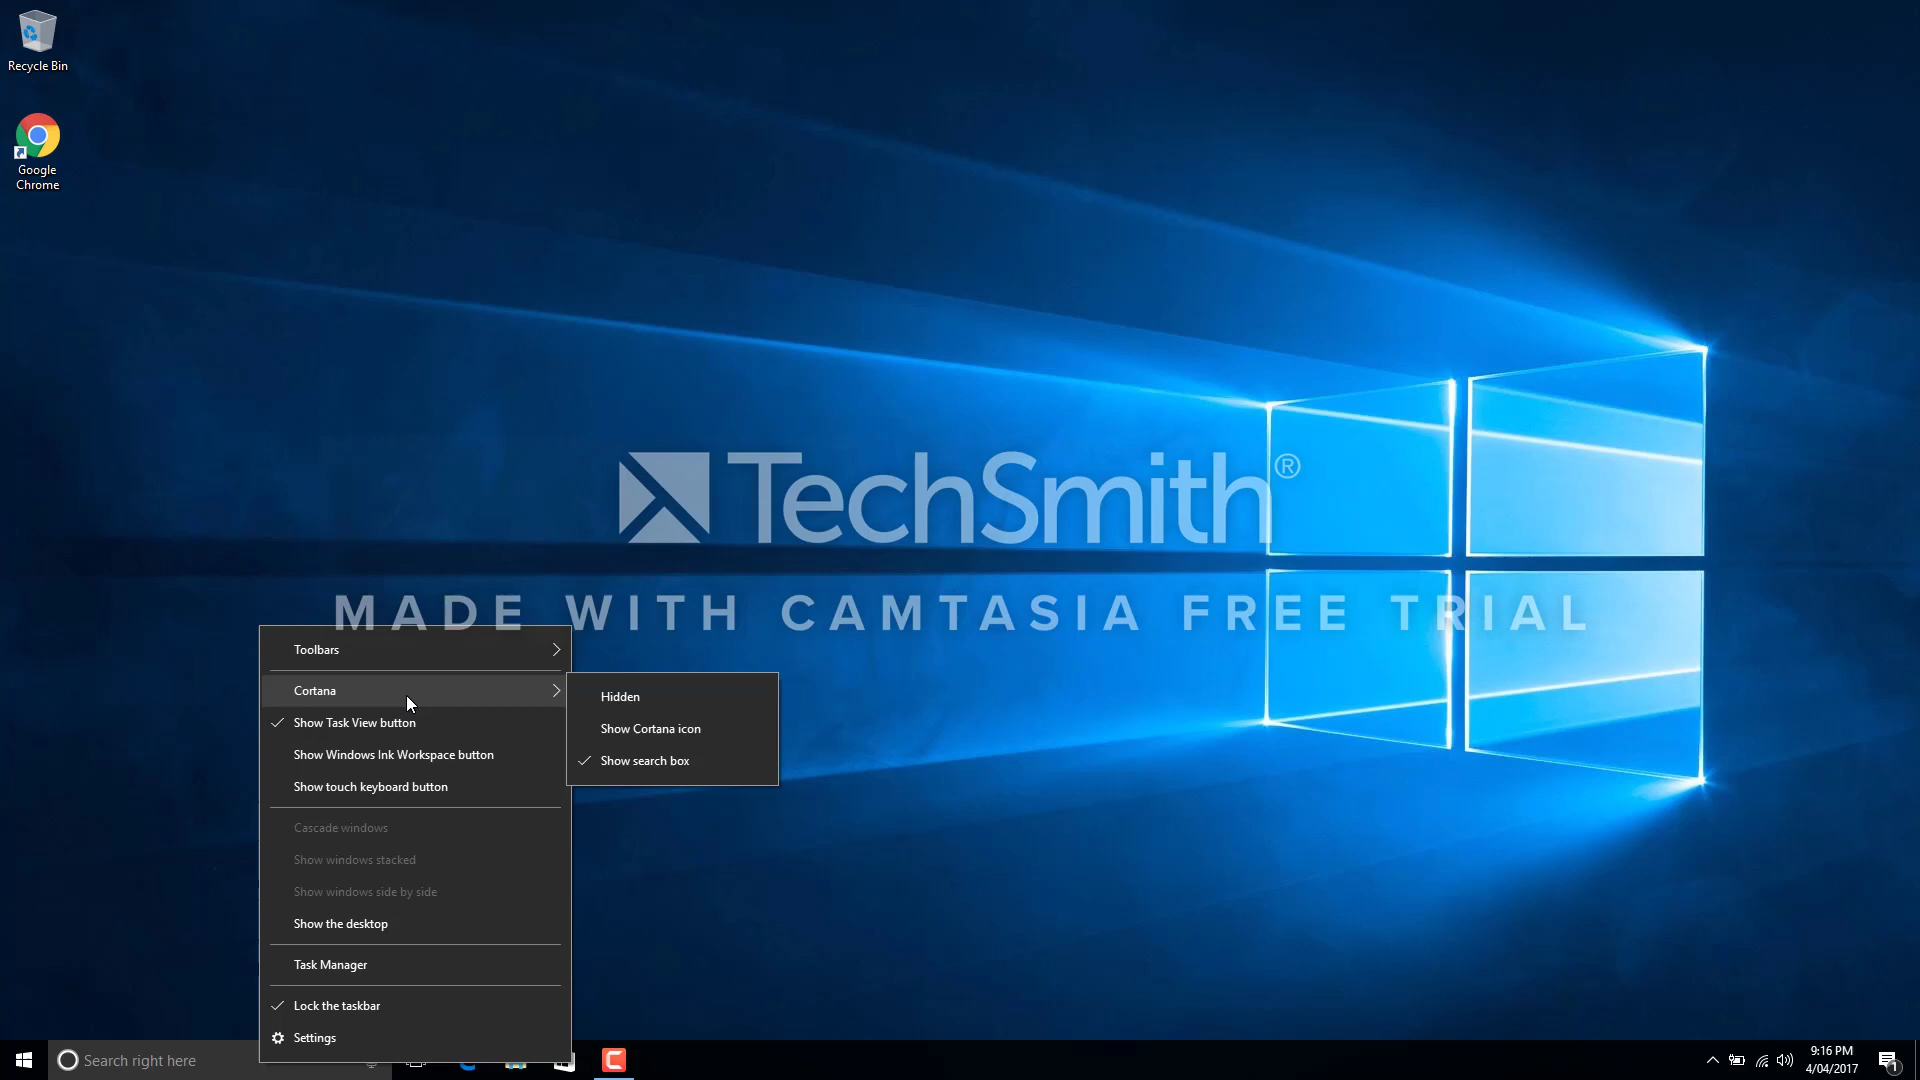 Recycle Bin
Google
Chrome
TechSmith®
MADE WITH CAMTASIA FREE TRIAL
Toolbars
Cortana
Show Task View button
Show Windows Ink Workspace button
Show touch keyboard button
Cascade windows
Show windows stacked
Show windows side by side
Show the desktop
Task Manager
Lock the taskbar
Settings
Hidden
Show Cortana icon
Show search box
Search right here
9:16 PM
4/04/2017
1